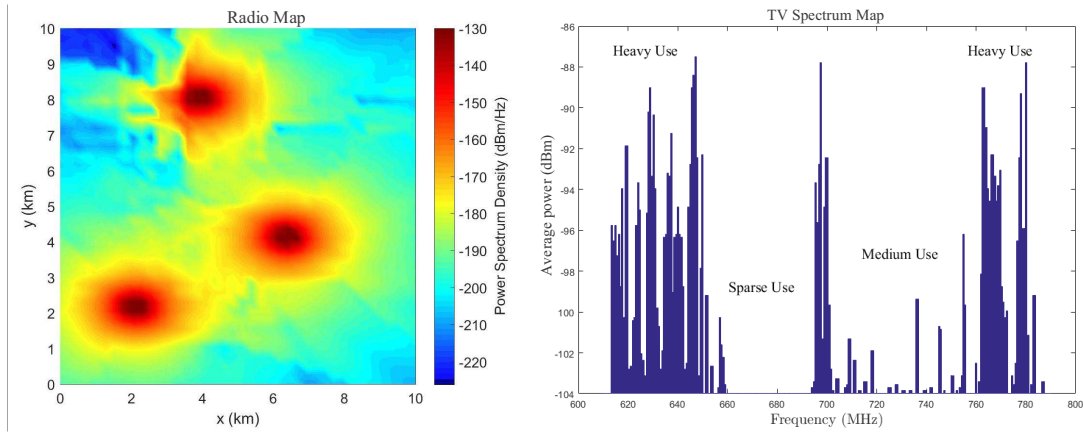 Radio Map
10
9
8
7
6
5
4
3
2
1
0
y (km)
0 2 4 6 8 10
x (km)
-130
-140
-150
-160
-170
-180
-190
-200
-210
-220
Power Spectrum Density (dBm/Hz)
TV Spectrum Map
-86
-88
-90
-92
-94
-96
-98
-100
-102
-104
Average power (dBm)
Heavy Use
Heavy Use
Medium Use
Sparse Use
600 620 640 660 680 700 720 740 760 780 800
Frequency (MHz)